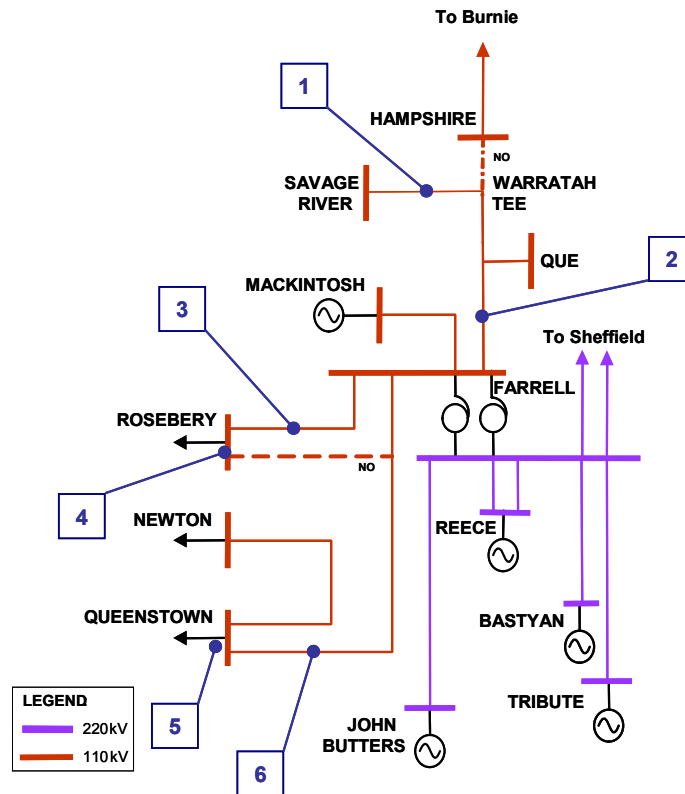 To Burnie
1
HAMPSHIRE
NO
SAVAGE
RIVER
WARRATAH
TEE
QUE
2
MACKINTOSH
3
To Sheffield
FARRELL
ROSEBERY
NO
4
NEWTON
REECE
QUEENSTOWN
BASTYAN
5
LEGEND
220kV
110kV
TRIBUTE
JOHN
BUTTERS
6